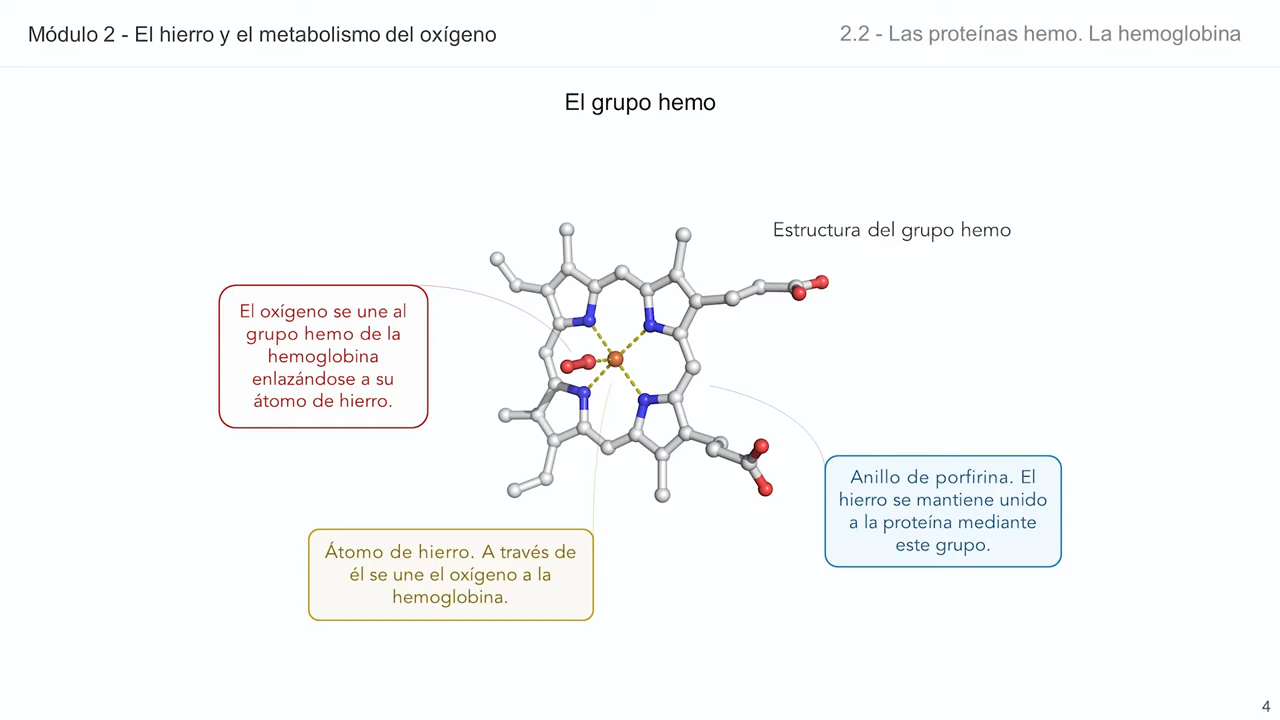 Módulo 2 - El hierro y el metabolismo del oxígeno
2.2 - Las proteínas hemo. La hemoglobina
El grupo hemo
Estructura del grupo hemo
El oxígeno se une al
grupo hemo de la
hemoglobina
enlazándose a su
átomo de hierro.
Anillo de porfirina. El
hierro se mantiene unido
a la proteína mediante
este grupo.
Átomo de hierro. A través de
él se une el oxígeno a la
hemoglobina.
4